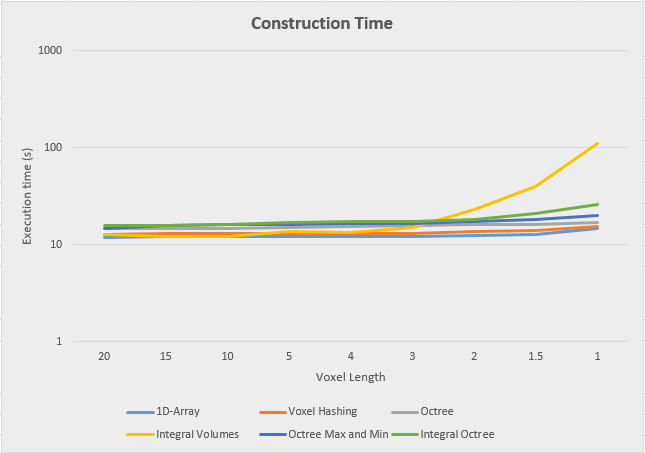 Construction Time
1000
100
10
1
Execution time (s)
20 15 10 5 4 3 2 1.5 1
Voxel Length
1D-Array Voxel Hashing Octree
Integral Volumes Octree Max and Min Integral Octree